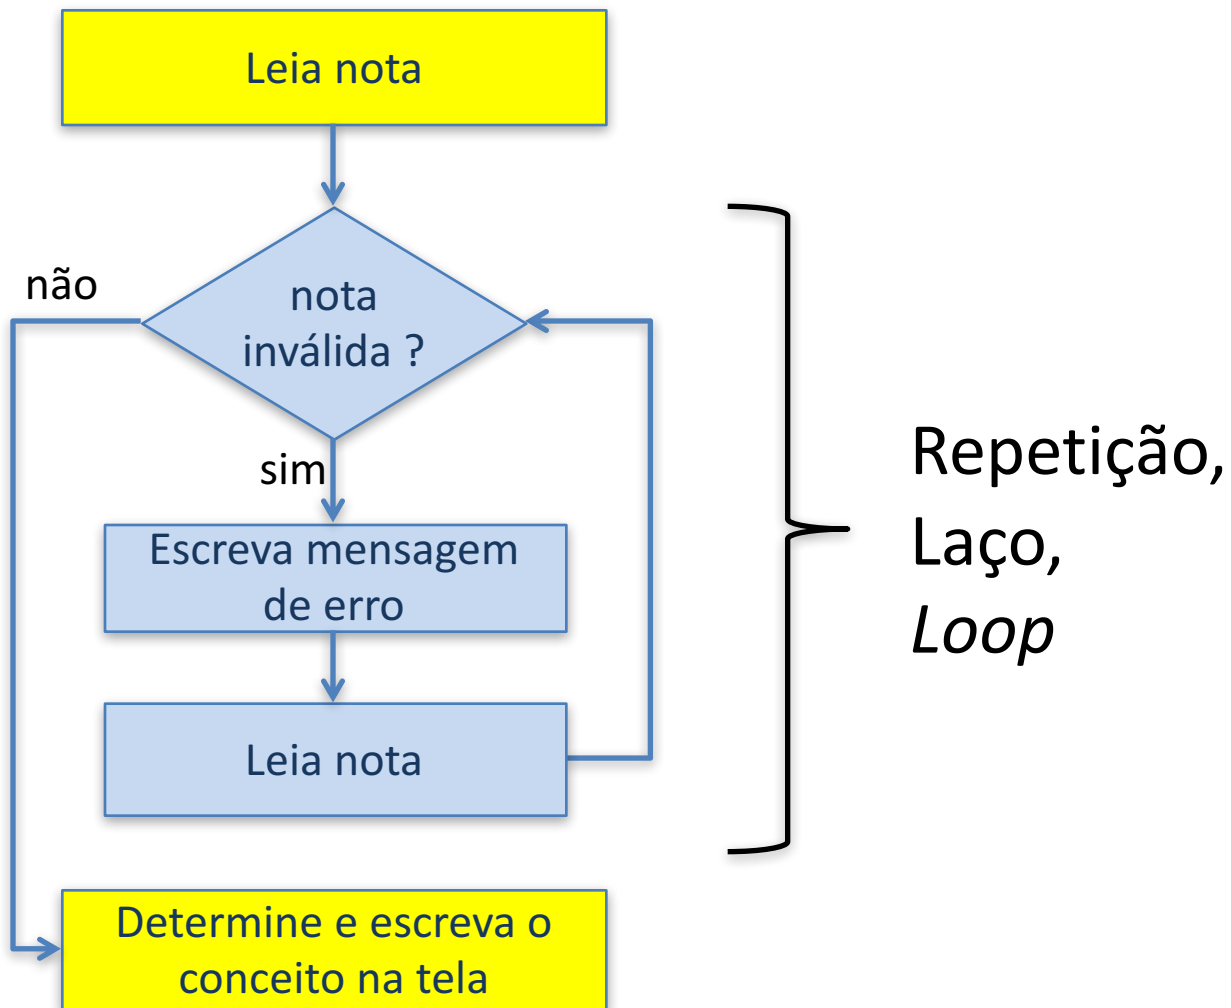 Leia nota
não
nota
inválida ?
sim
Escreva mensagem
de erro
Leia nota
Determine e escreva o
conceito na tela
Repetição,
Laço,
Loop